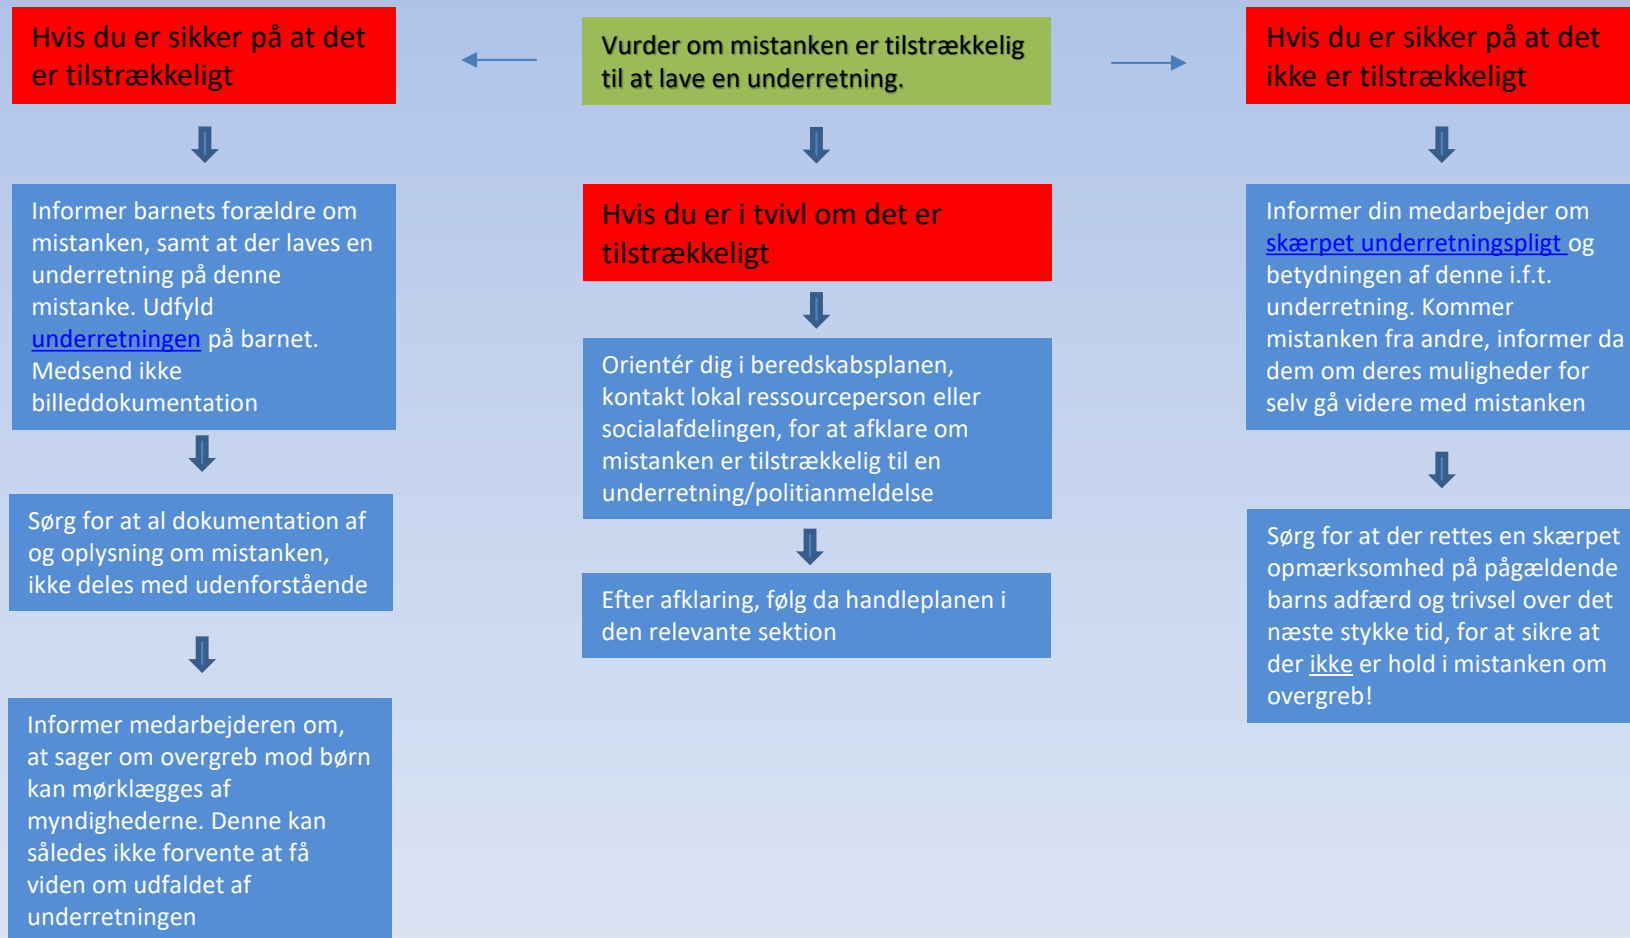 Hvis du er sikker på at det
er tilstrækkeligt
Informer barnets forældre om
mistanken, samt at der laves en
underretning på denne
mistanke. Udfyld
underretningen på barnet.
Medsend ikke
billeddokumentation
Sørg for at al dokumentation af
og oplysning om mistanken,
ikke deles med udenforstående
Informer medarbejderen om,
at sager om overgreb mod børn
kan mørklægges af
myndighederne. Denne kan
således ikke forvente at få
viden om udfaldet af
underretningen
Vurder om mistanken er tilstrækkelig
til at lave en underretning.
Hvis du er i tvivl om det er
tilstrækkeligt
Orientér dig i beredskabsplanen,
kontakt lokal ressourceperson eller
socialafdelingen, for at afklare om
mistanken er tilstrækkelig til en
underretning/politianmeldelse
Efter afklaring, følg da handleplanen i
den relevante sektion
Hvis du er sikker på at det
ikke er tilstrækkeligt
Informer din medarbejder om
skærpet underretningspligt og
betydningen af denne i.f.t.
underretning. Kommer
mistanken fra andre, informer da
dem om deres muligheder for
selv gå videre med mistanken
Sørg for at der rettes en skærpet
opmærksomhed på pågældende
barns adfærd og trivsel over det
næste stykke tid, for at sikre at
der ikke er hold i mistanken om
overgreb!